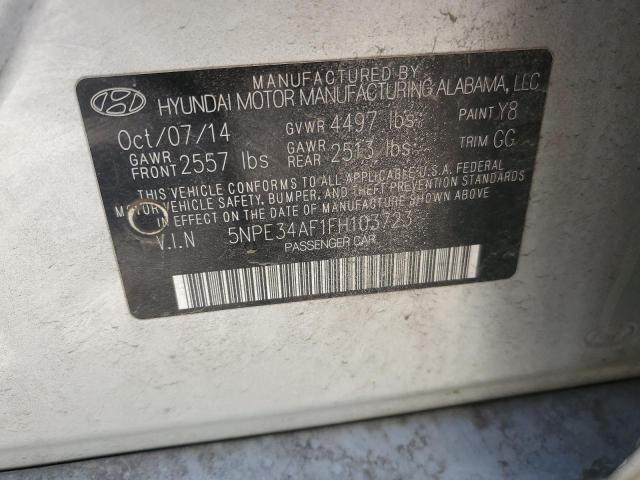 MANUFACTURED BY
HYUNDAI MOTOR MANUFACTURING ALABAMA, LLC
Oct/07/14 GVWR 4497 lbs PAINT Y8
GAWR FRONT 2557 lbs GAWR REAR 2513 lbs TRIM GG
THIS VEHICLE CONFORMS TO ALL APPLICABLE U.S.A. FEDERAL
MOTOR VEHICLE SAFETY, BUMPER, AND THEFT PREVENTION STANDARDS
IN EFFECT ON THE DATE OF MANUFACTURE SHOWN ABOVE
V.I.N 5NPE34AF1FH103723
PASSENGER CAR